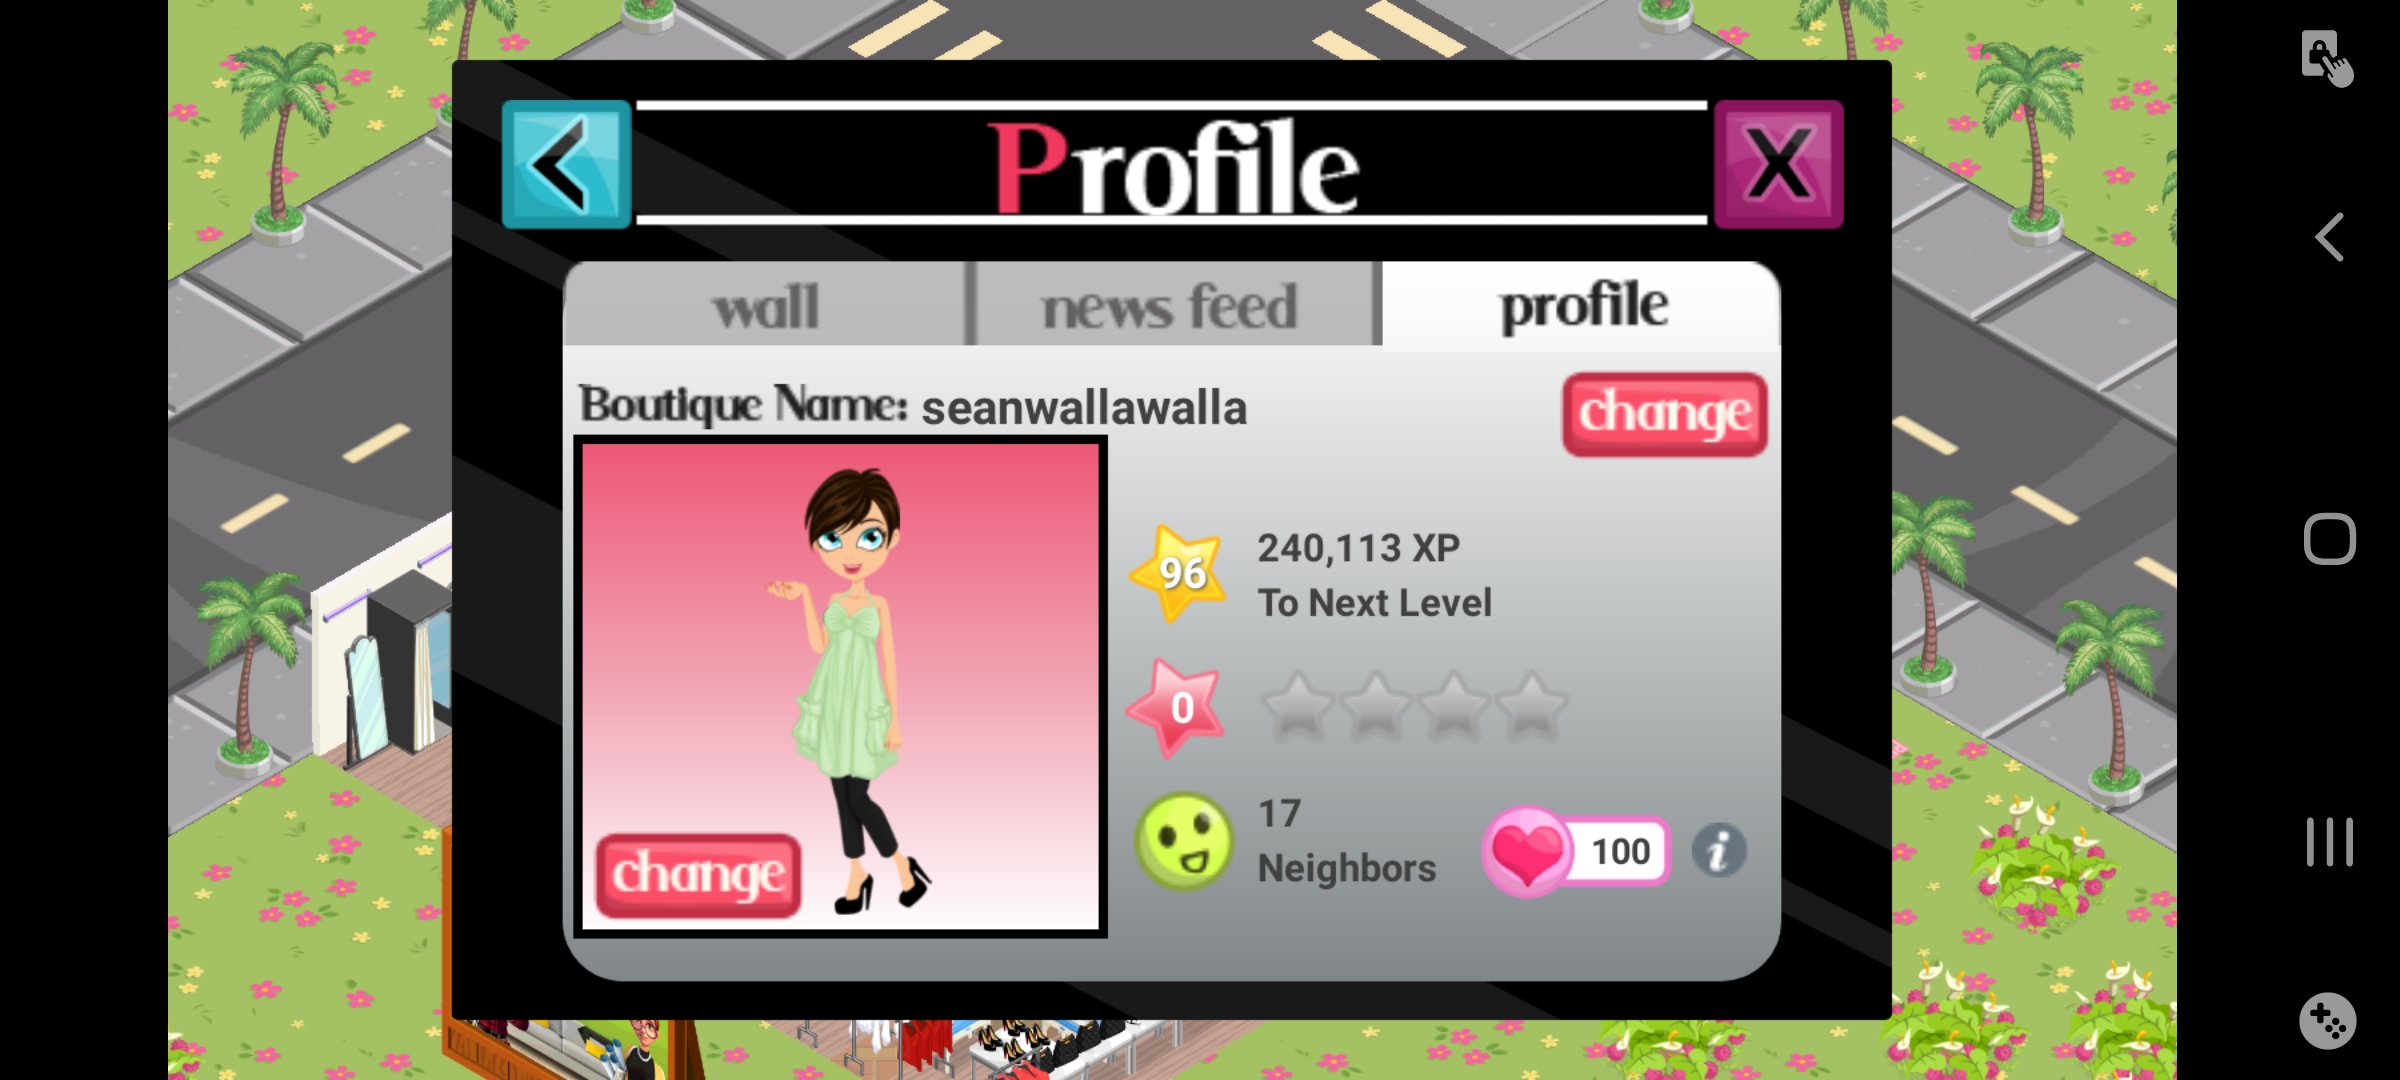 Profile
X
wall
news feed
profile
Boutique Name: seanwallawalla
change
96
240,113 XP
To Next Level
0
17
Neighbors
100
i
change